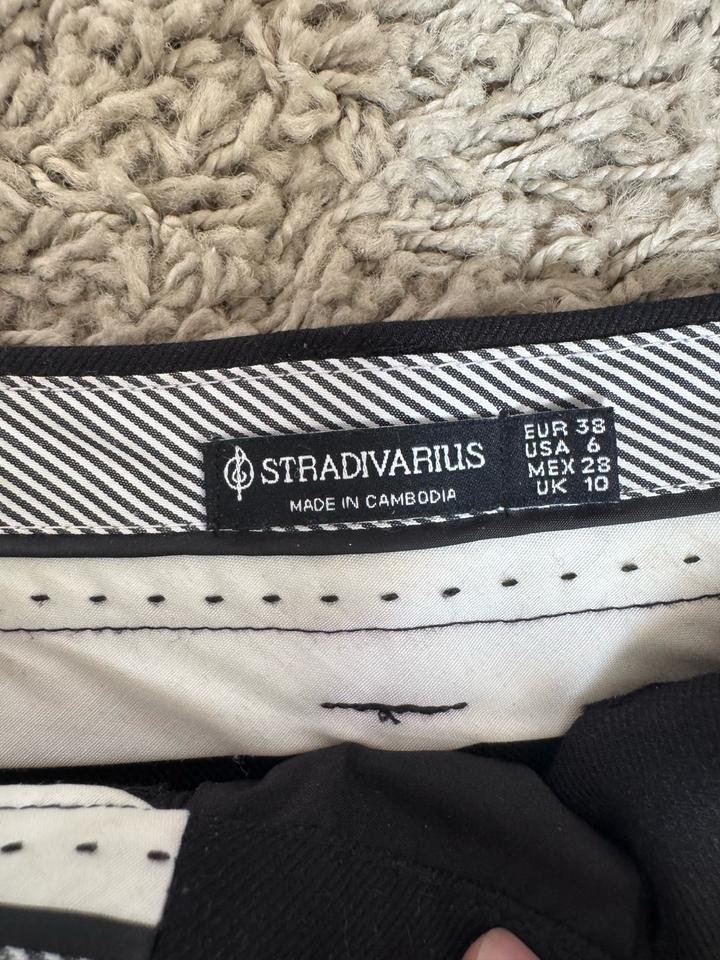 STRADIVARIUS
MADE IN CAMBODIA
EUR 38
USA 6
MEX 28
UK 10